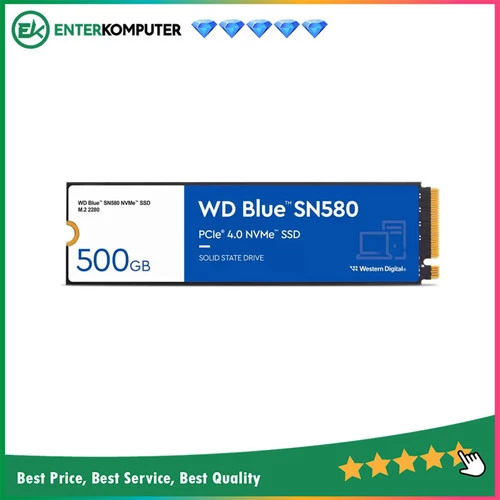 EK ENTERKOMPUTER
WD Blue™ SN580 NVMe™ SSD
M.2 2280
500GB
WD Blue™ SN580
PCIe® 4.0 NVMe™ SSD
SOLID STATE DRIVE
Western Digital®
Best Price, Best Service, Best Quality